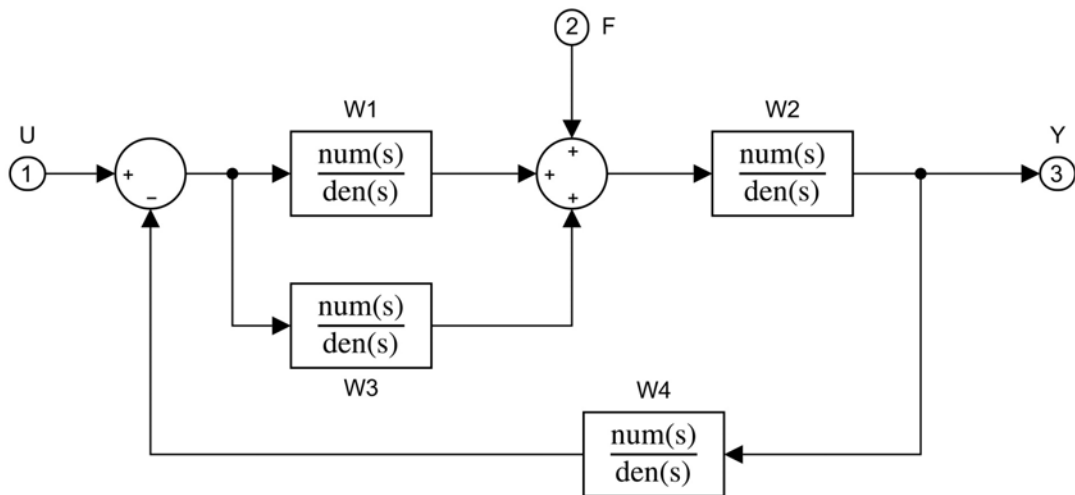 2 F
W1
W2
U
Y
1
+
−
num(s)
den(s)
+
+
+
num(s)
den(s)
3
num(s)
den(s)
W3
W4
num(s)
den(s)